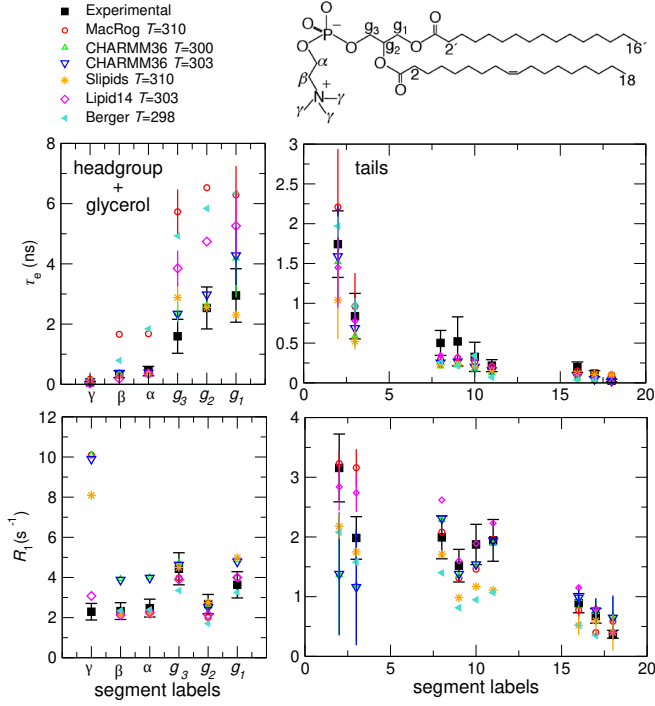 Experimental
MacRog T=310
CHARMM36 T=300
CHARMM36 T=303
Slipids T=310
Lipid14 T=303
Berger T=298
O O−
P
O O
g₃ g₁
g₂
O
O
2´ 16´
α
β
N
+
γ
γ
γ
O
O
2 18
headgroup
+
glycerol
tails
τe (ns)
8
6
4
2
0
γ β α g₃ g₂ g₁
3
2.5
2
1.5
1
0.5
0
0 5 10 15 20
R₁(s⁻¹)
10
8
6
4
2
0
γ β α g₃ g₂ g₁
segment labels
4
3
2
1
0
0 5 10 15 20
segment labels